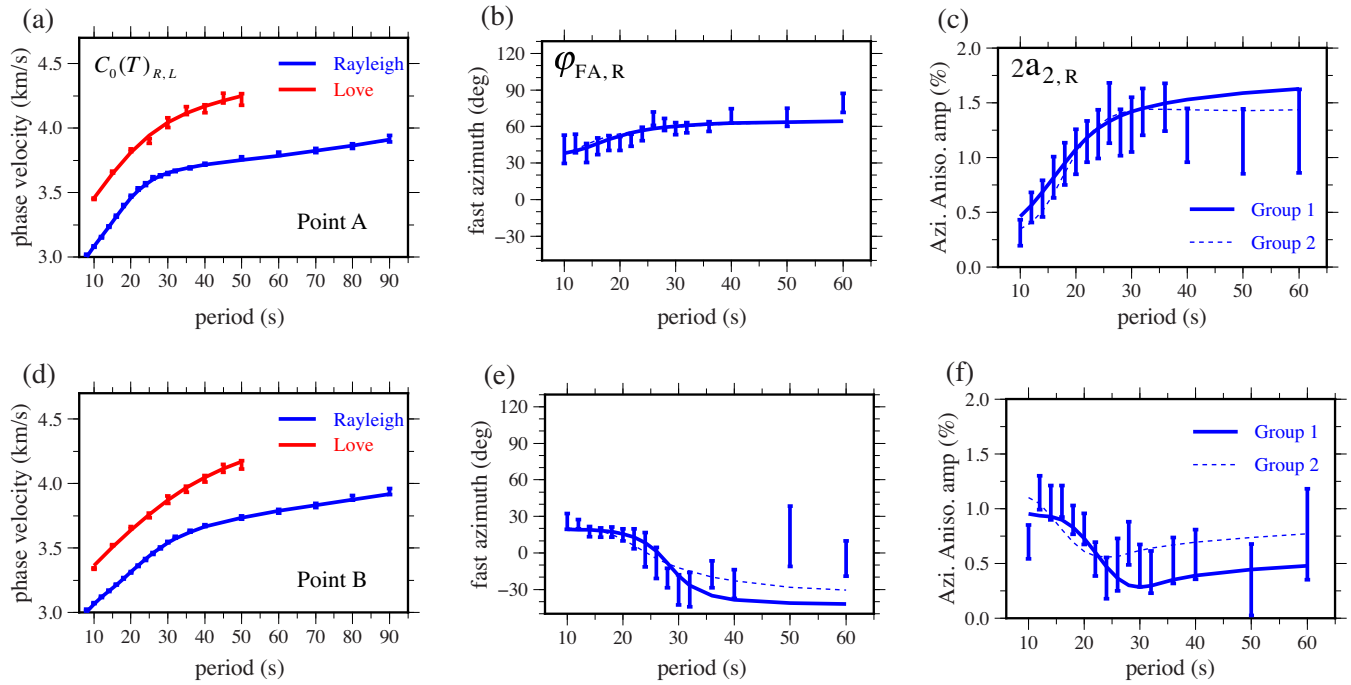 (a)
phase velocity (km/s)
4.5
4.0
3.5
3.0
C₀(T)R, L
Rayleigh
Love
Point A
10 20 30 40 50 60 70 80 90
period (s)
(b)
fast azimuth (deg)
120
90
60
30
0
−30
φFA, R
10 20 30 40 50 60
period (s)
(c)
Azi. Aniso. amp (%)
2.0
1.5
1.0
0.5
0.0
2a2, R
Group 1
Group 2
10 20 30 40 50 60
period (s)
(d)
phase velocity (km/s)
4.5
4.0
3.5
3.0
Rayleigh
Love
Point B
10 20 30 40 50 60 70 80 90
period (s)
(e)
fast azimuth (deg)
120
90
60
30
0
−30
10 20 30 40 50 60
period (s)
(f)
Azi. Aniso. amp (%)
2.0
1.5
1.0
0.5
0.0
Group 1
Group 2
10 20 30 40 50 60
period (s)